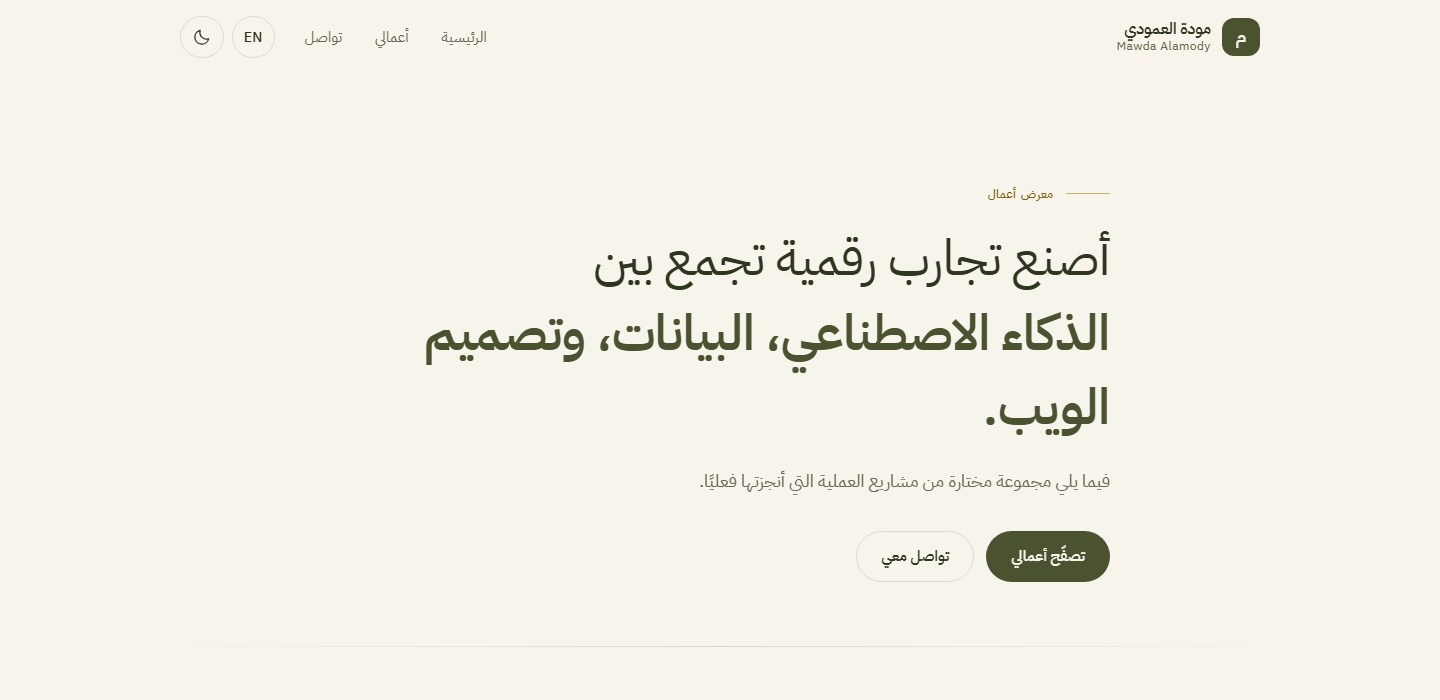 م
مودة العمودي
Mawda Alamody
الرئيسية
أعمالي
تواصل
EN
معرض أعمال
أصنع تجارب رقمية تجمع بين
الذكاء الاصطناعي، البيانات، وتصميم
الويب.
فيما يلي مجموعة مختارة من مشاريع العملية التي أنجزتها فعليًا.
تصفّح أعمالي
تواصل معي